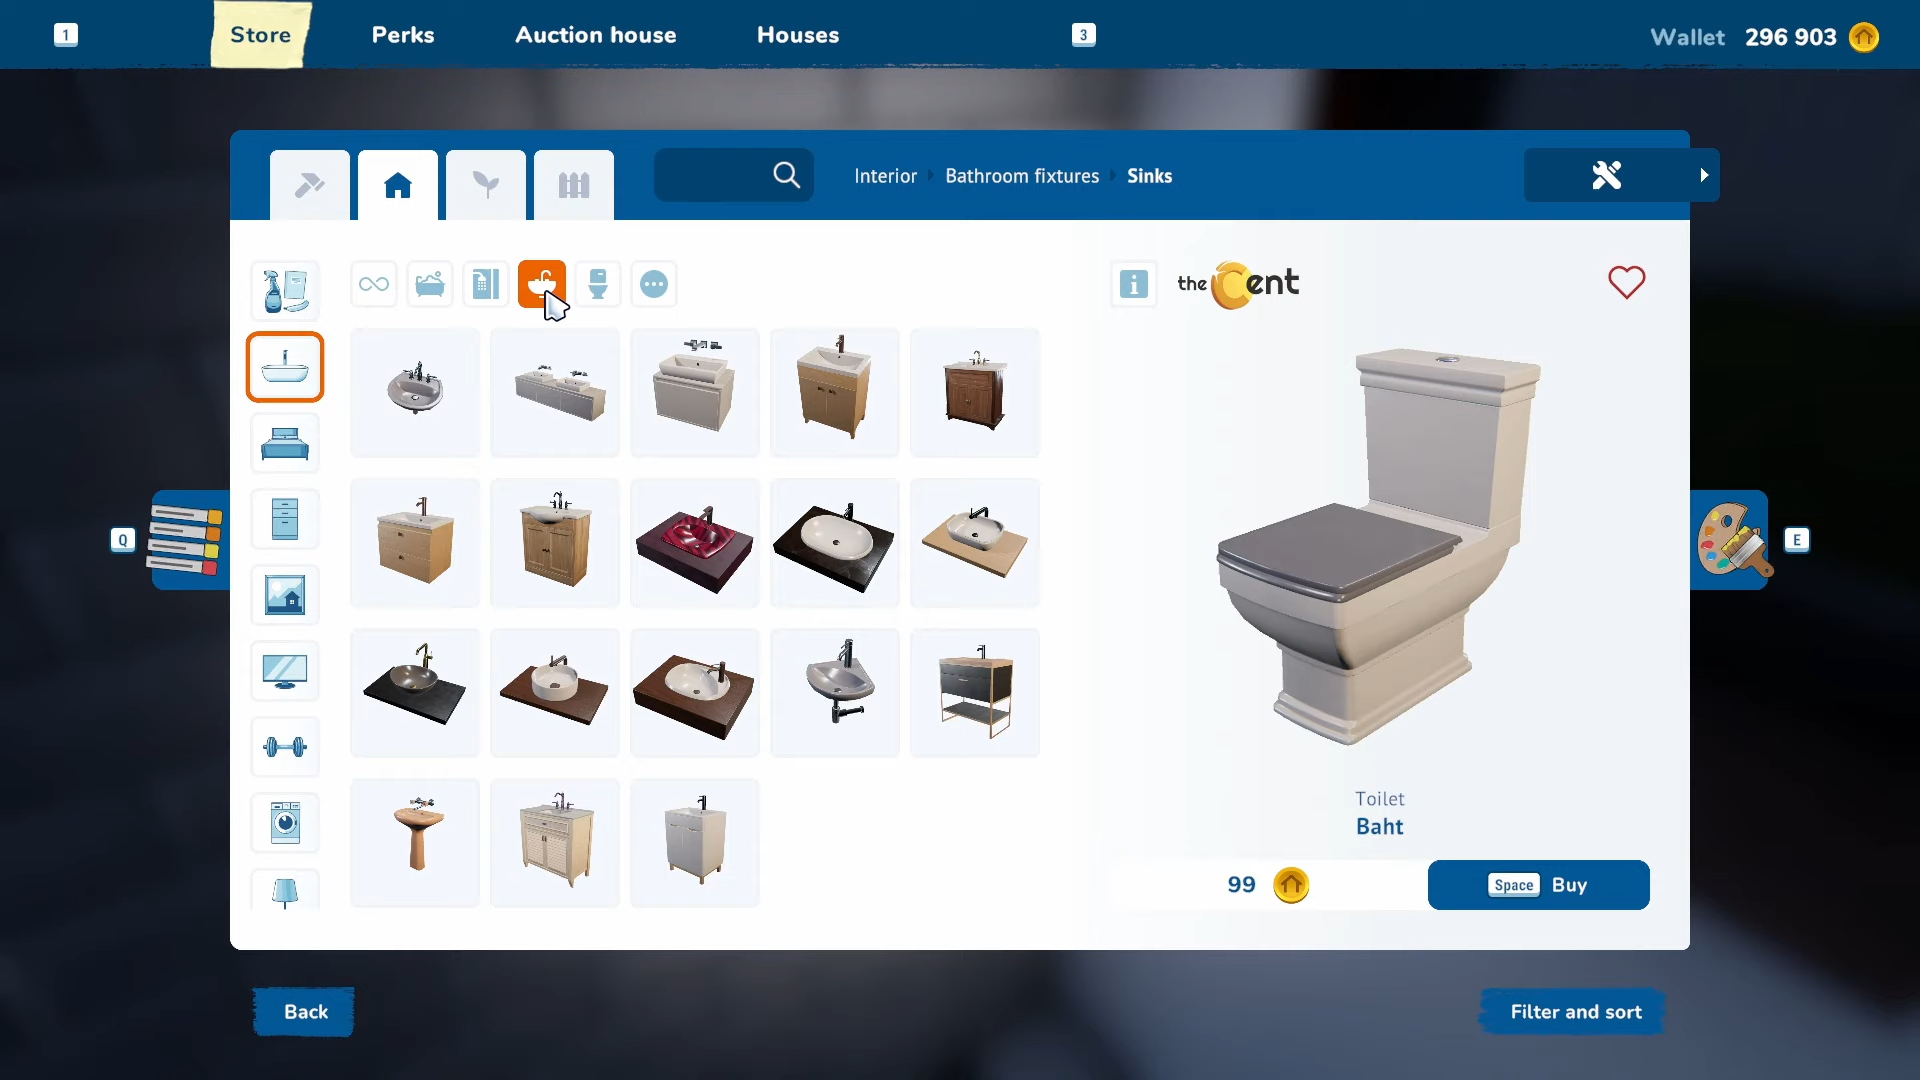 1
Store
Perks
Auction house
Houses
3
Wallet 296 903
Interior
Bathroom fixtures
Sinks
the Cent
Q
E
Toilet
Baht
99
Space Buy
Back
Filter and sort